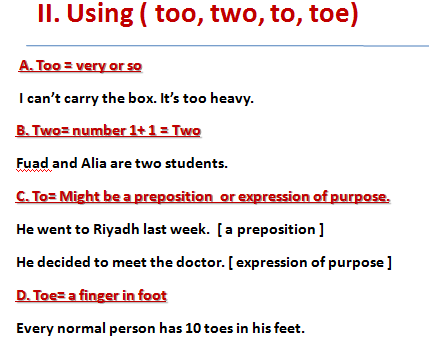 II. Using ( too, two, to, toe)
A. Too = very or so
I can’t carry the box. It’s too heavy.
B. Two= number 1+ 1 = Two
Fuad and Alia are two students.
C. To= Might be a preposition or expression of purpose.
He went to Riyadh last week. [ a preposition ]
He decided to meet the doctor. [ expression of purpose ]
D. Toe= a finger in foot
Every normal person has 10 toes in his feet.